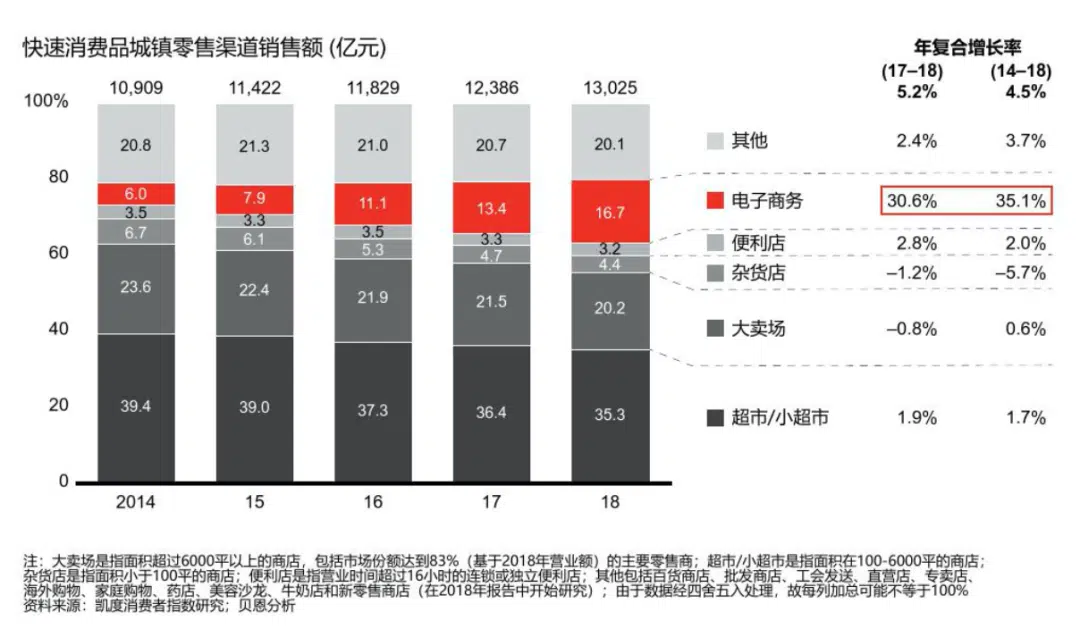 快速消费品城镇零售渠道销售额 (亿元)
年复合增长率
(17–18) (14–18)
5.2% 4.5%
10,909 11,422 11,829 12,386 13,025
100%
20.8 21.3 21.0 20.7 20.1
其他 2.4% 3.7%
80
6.0 7.9 11.1 13.4 16.7
电子商务 30.6% 35.1%
3.5 3.3 3.5 3.3 3.2
便利店 2.8% 2.0%
60
6.7 6.1 5.3 4.7 4.4
杂货店 –1.2% –5.7%
23.6 22.4 21.9 21.5 20.2
大卖场 –0.8% 0.6%
40
20
39.4 39.0 37.3 36.4 35.3
超市/小超市 1.9% 1.7%
0
2014 15 16 17 18
注：大卖场是指面积超过6000平以上的商店，包括市场份额达到83%（基于2018年营业额）的主要零售商；超市/小超市是指面积在100-6000平的商店；
杂货店是指面积小于100平的商店；便利店是指营业时间超过16小时的连锁或独立便利店；其他包括百货商店、批发商店、工会发送、直营店、专卖店、
海外购物、家庭购物、药店、美容沙龙、牛奶店和新零售商店（在2018年报告中开始研究）；由于数据经四舍五入处理，故每列加总可能不等于100%
资料来源：凯度消费者指数研究；贝恩分析